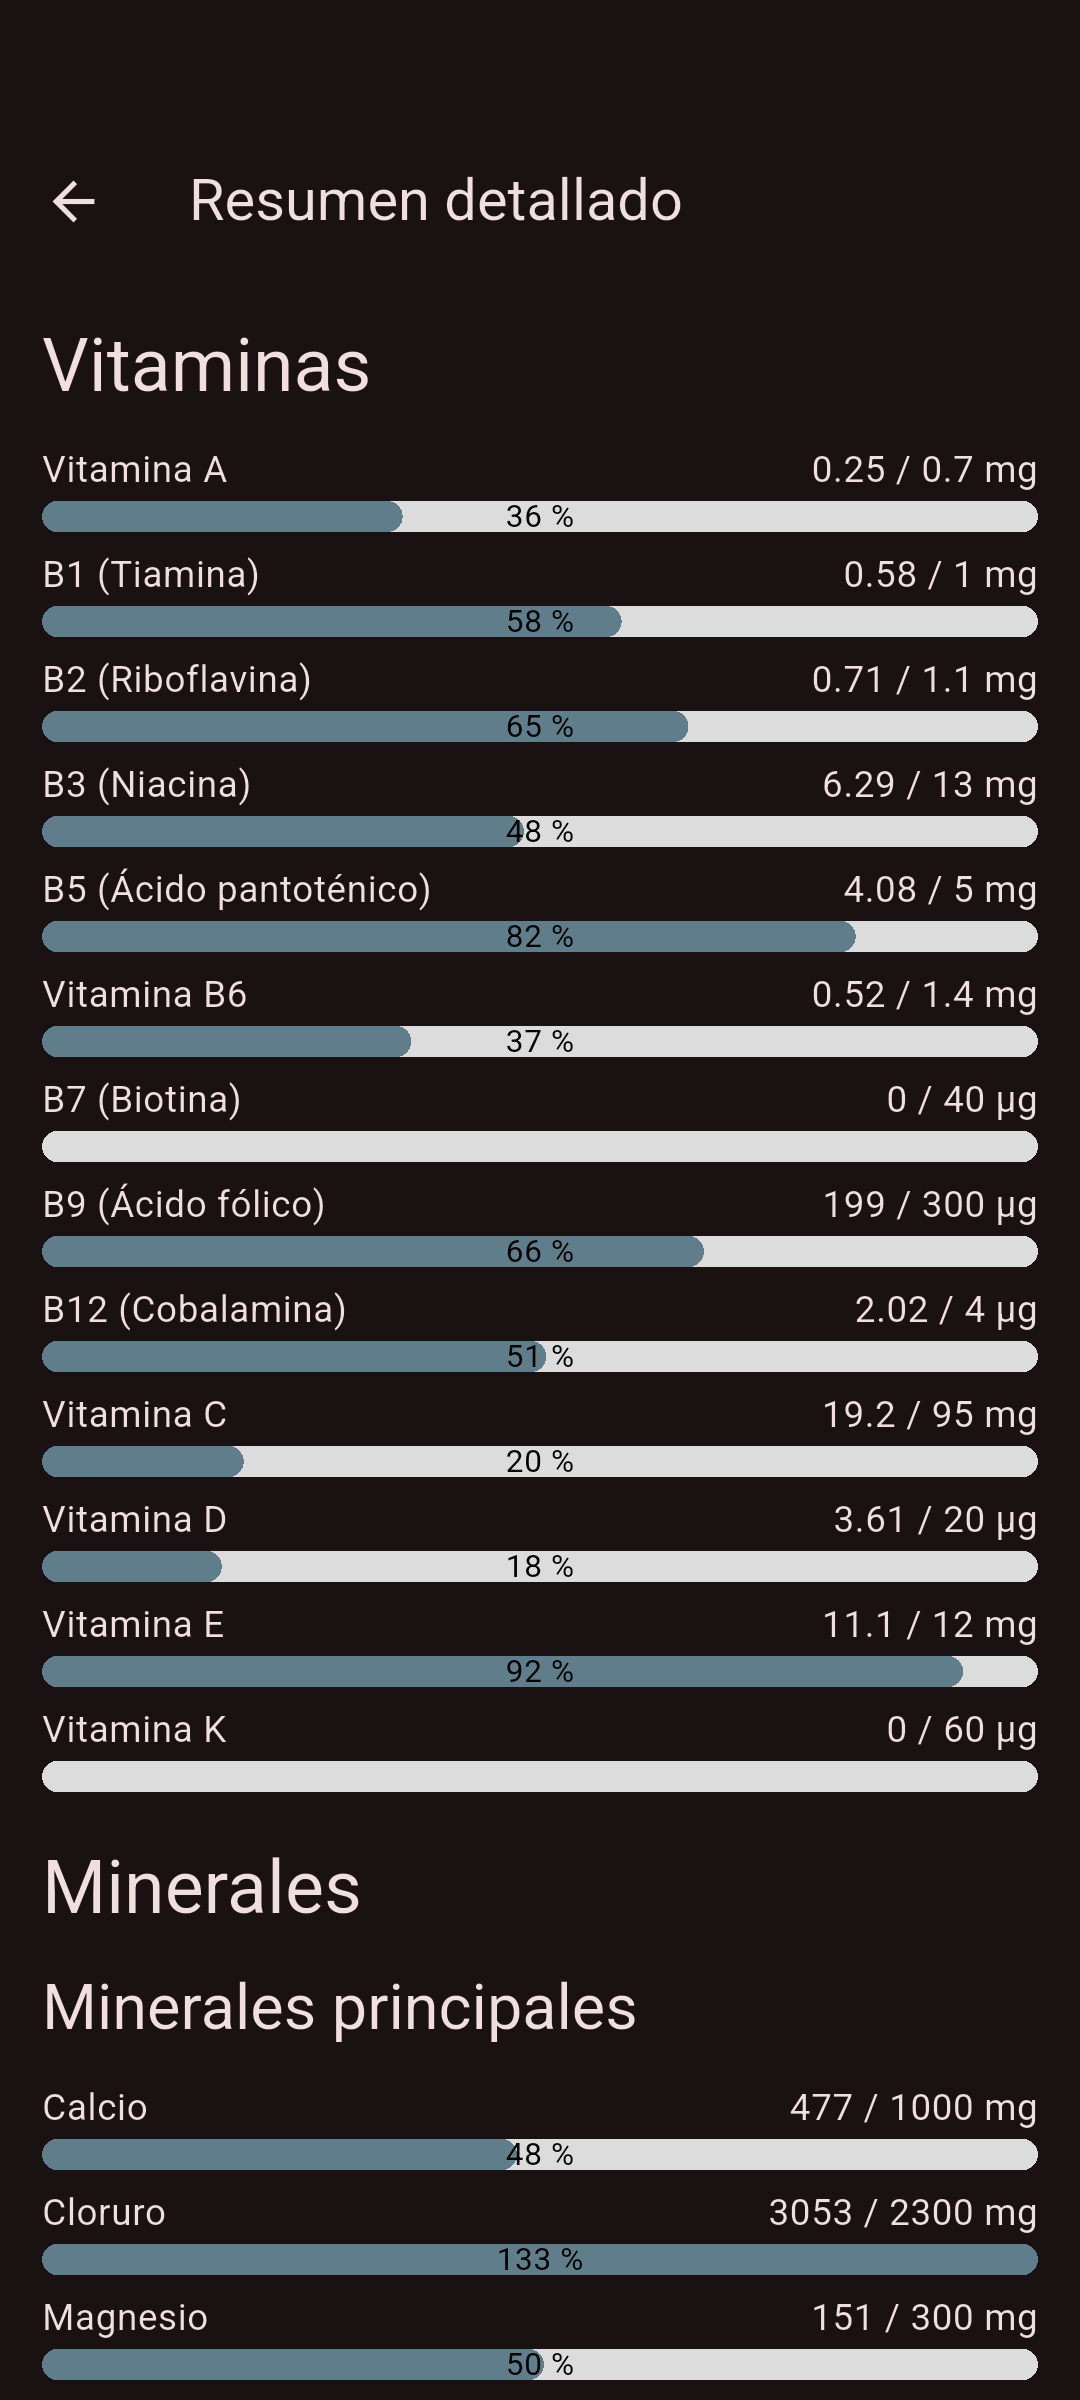 Resumen detallado
Vitaminas
Vitamina A 0.25 / 0.7 mg
36 %
B1 (Tiamina) 0.58 / 1 mg
58 %
B2 (Riboflavina) 0.71 / 1.1 mg
65 %
B3 (Niacina) 6.29 / 13 mg
48 %
B5 (Ácido pantoténico) 4.08 / 5 mg
82 %
Vitamina B6 0.52 / 1.4 mg
37 %
B7 (Biotina) 0 / 40 µg
B9 (Ácido fólico) 199 / 300 µg
66 %
B12 (Cobalamina) 2.02 / 4 µg
51 %
Vitamina C 19.2 / 95 mg
20 %
Vitamina D 3.61 / 20 µg
18 %
Vitamina E 11.1 / 12 mg
92 %
Vitamina K 0 / 60 µg
Minerales
Minerales principales
Calcio 477 / 1000 mg
48 %
Cloruro 3053 / 2300 mg
133 %
Magnesio 151 / 300 mg
50 %